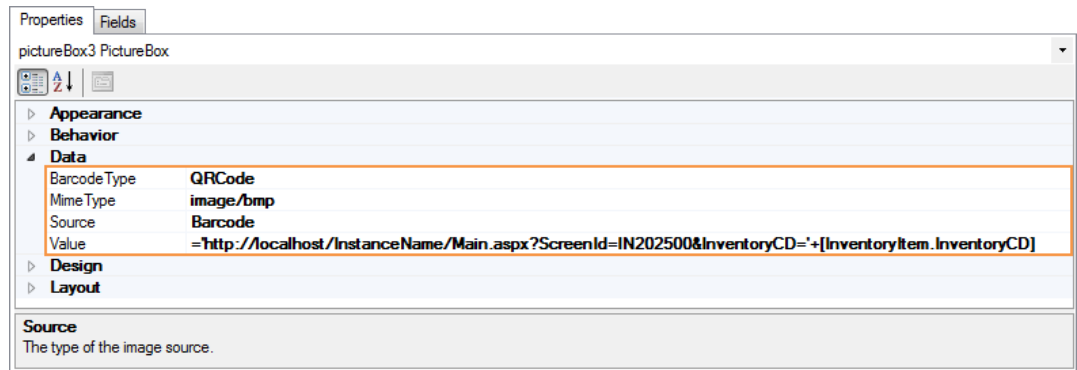 Properties Fields
pictureBox3 PictureBox
Appearance
Behavior
Data
BarcodeType QRCode
MimeType image/bmp
Source Barcode
Value ='http://localhost/InstanceName/Main.aspx?ScreenId=IN202500&InventoryCD='+[InventoryItem.InventoryCD]
Design
Layout
Source
The type of the image source.